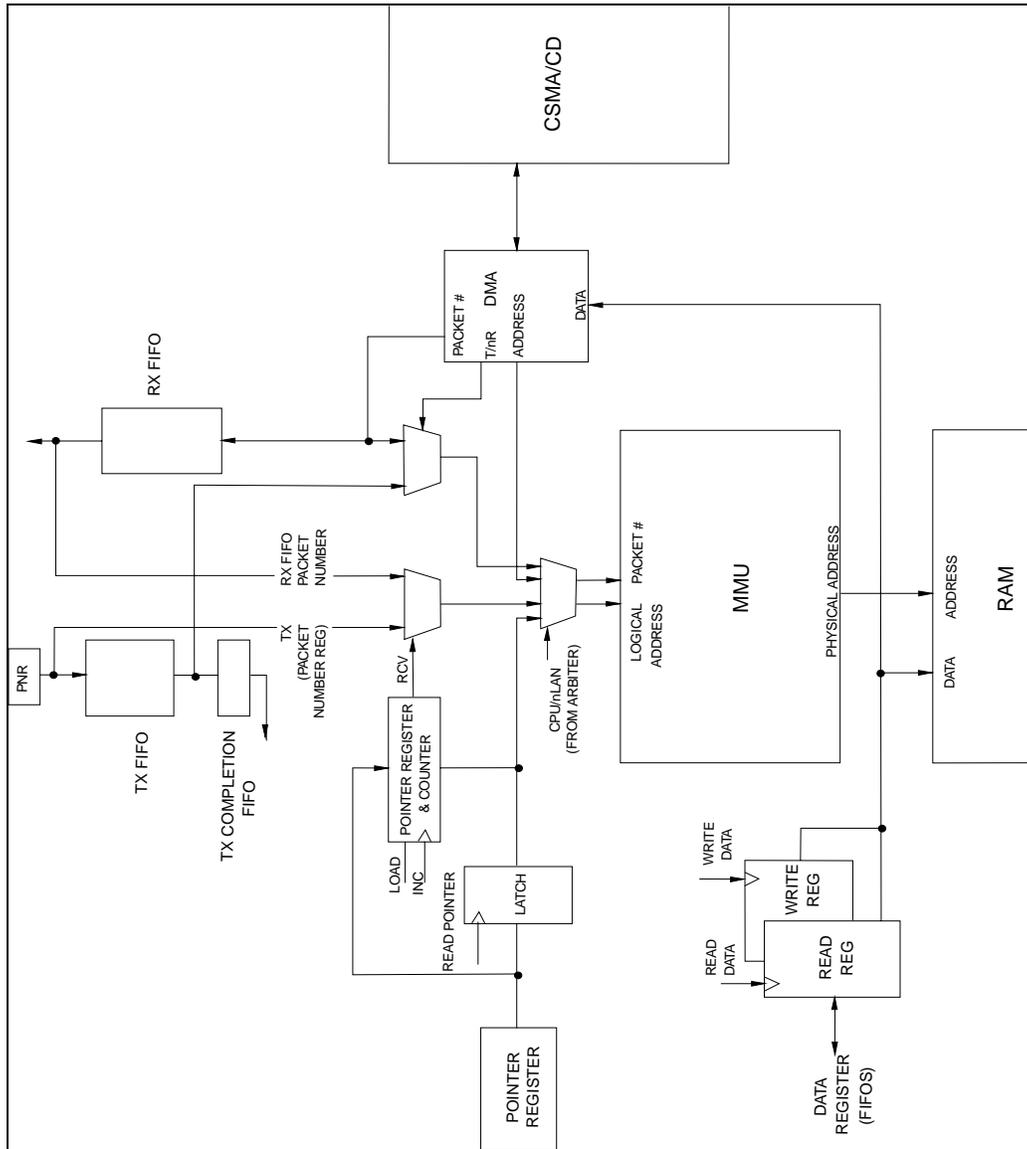 CSMA/CD
PACKET #
T/nR
DMA
ADDRESS
DATA
RX FIFO
RX FIFO
PACKET
NUMBER
TX
(PACKET
NUMBER REG)
PNR
TX FIFO
TX COMPLETION
FIFO
RCV
POINTER REGISTER
& COUNTER
LOAD
INC
CPU/nLAN
(FROM ARBITER)
PACKET #
LOGICAL
ADDRESS
MMU
PHYSICAL ADDRESS
READ POINTER
LATCH
POINTER
REGISTER
ADDRESS
DATA
RAM
WRITE
DATA
WRITE
REG
READ
DATA
READ
REG
DATA
REGISTER
(FIFOS)